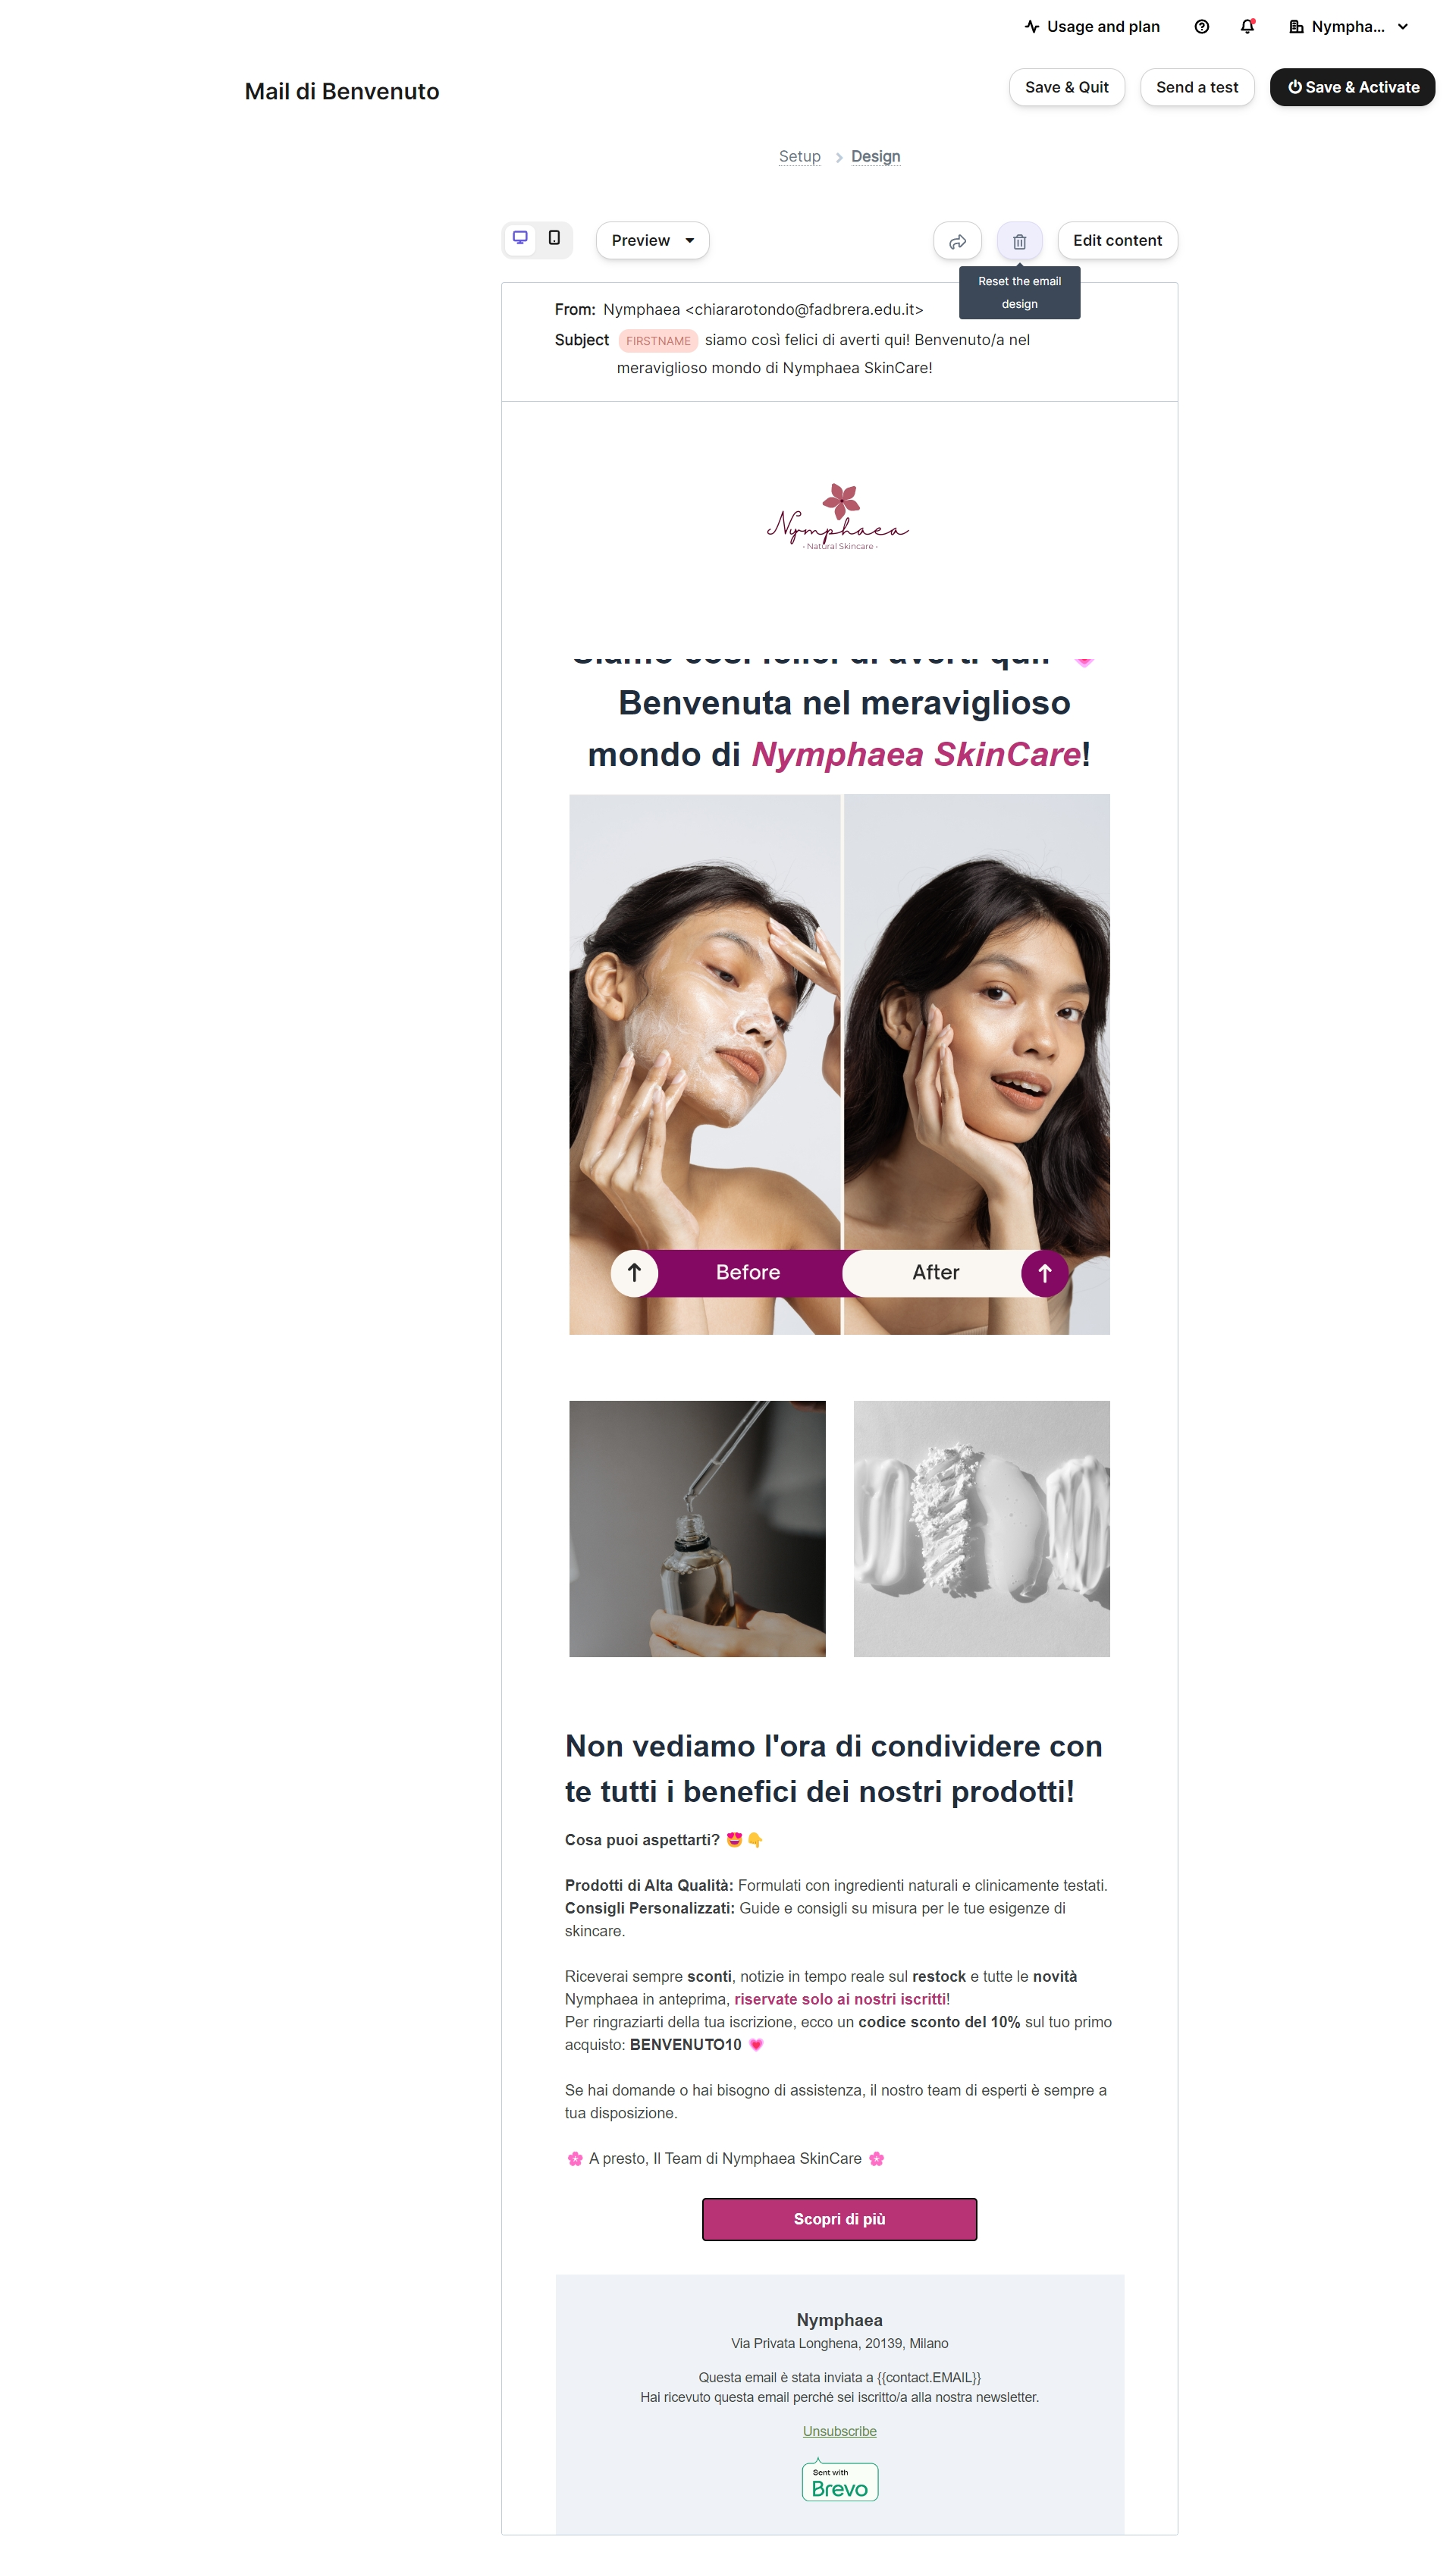 Usage and plan
Nympha...
Mail di Benvenuto
Save & Quit
Send a test
Save & Activate
Setup
Design
Preview
Edit content
Reset the email
design
From: Nymphaea <chiararotondo@fadbrera.edu.it>
Subject FIRSTNAME siamo così felici di averti qui! Benvenuto/a nel
meraviglioso mondo di Nymphaea SkinCare!
Nymphaea
- Natural Skincare -
Siamo così felici di averti qui! 💗
Benvenuta nel meraviglioso
mondo di Nymphaea SkinCare!
Before
After
Non vediamo l'ora di condividere con
te tutti i benefici dei nostri prodotti!
Cosa puoi aspettarti? 😍👇
Prodotti di Alta Qualità: Formulati con ingredienti naturali e clinicamente testati.
Consigli Personalizzati: Guide e consigli su misura per le tue esigenze di
skincare.
Riceverai sempre sconti, notizie in tempo reale sul restock e tutte le novità
Nymphaea in anteprima, riservate solo ai nostri iscritti!
Per ringraziarti della tua iscrizione, ecco un codice sconto del 10% sul tuo primo
acquisto: BENVENUTO10 💗
Se hai domande o hai bisogno di assistenza, il nostro team di esperti è sempre a
tua disposizione.
🌸 A presto, Il Team di Nymphaea SkinCare 🌸
Scopri di più
Nymphaea
Via Privata Longhena, 20139, Milano
Questa email è stata inviata a {{contact.EMAIL}}
Hai ricevuto questa email perché sei iscritto/a alla nostra newsletter.
Unsubscribe
Sent with
Brevo